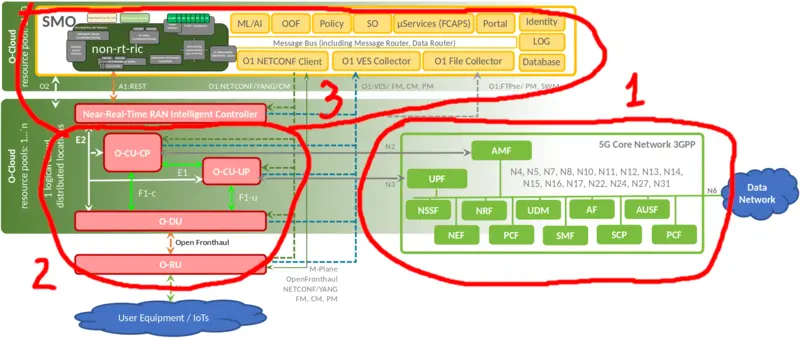 SMO
non-rt-ric
ML/AI
OOF
Policy
SO
µServices (FCAPS)
Portal
Identity
LOG
Database
Message Bus (including Message Router, Data Router)
O1 NETCONF Client
O1 VES Collector
O1 File Collector
O-Cloud
resource pools: 1...n
O2
A1:REST
O1:NETCONF/YANG/CM
O1:VES/ FM, CM, PM
O1:FTPse/ PM, SWM
3
1
Near-Real-Time RAN Intelligent Controller
O-Cloud
resource pools: 1...n
1 logical cloud
distributed locations
E2
O-CU-CP
E1
O-CU-UP
F1-c
F1-u
O-DU
Open Fronthaul
O-RU
2
User Equipment / IoTs
M-Plane
OpenFronthaul
NETCONF/YANG
FM, CM, PM
N2
N3
5G Core Network 3GPP
AMF
UPF
N4, N5, N7, N8, N10, N11, N12, N13, N14,
N15, N16, N17, N22, N24, N27, N31
N6
NSSF
NRF
UDM
AF
AUSF
NEF
PCF
SMF
SCP
PCF
Data
Network